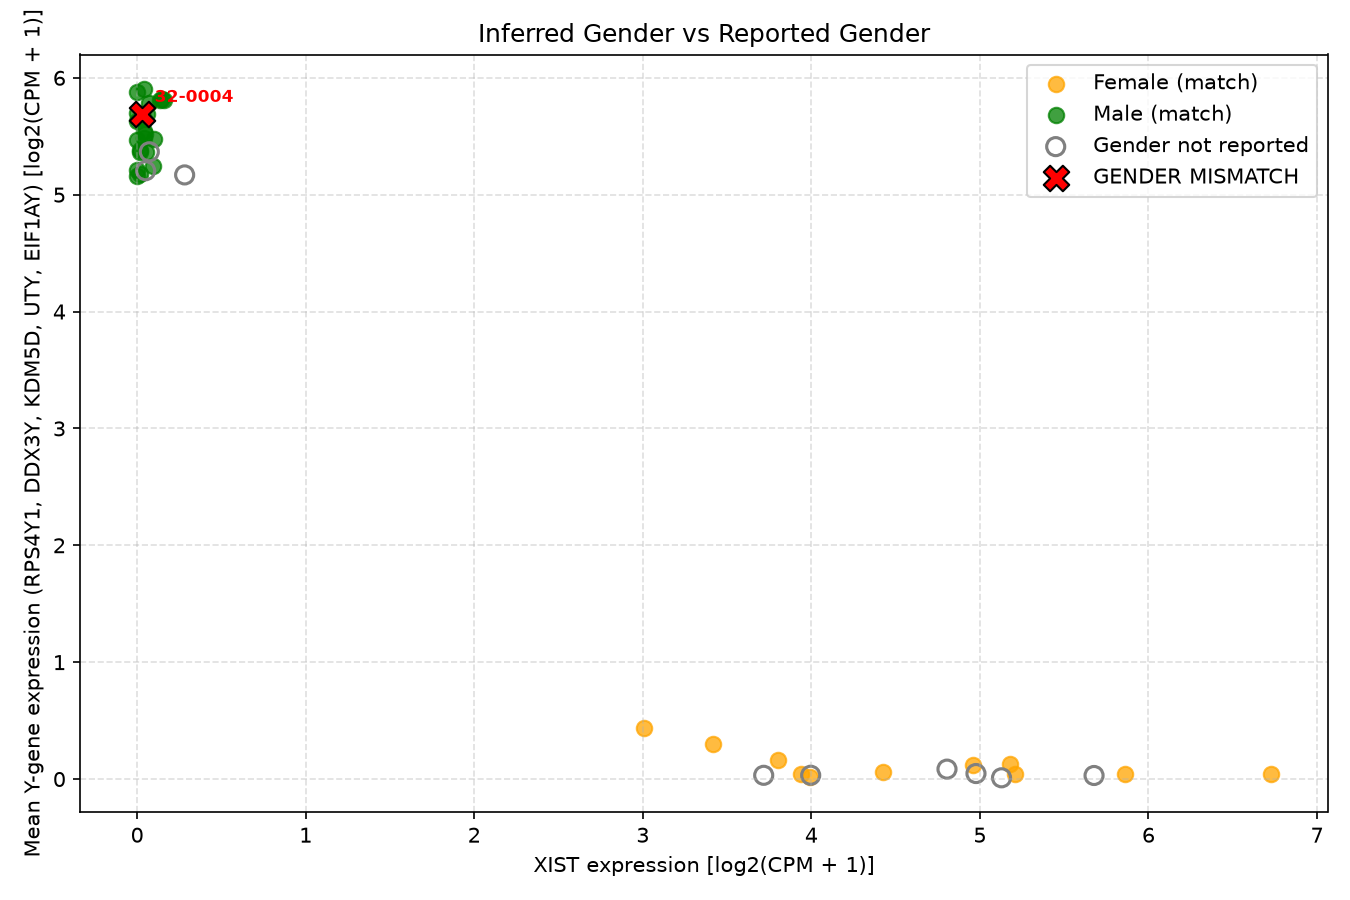 Inferred Gender vs Reported Gender
Mean Y-gene expression (RPS4Y1, DDX3Y, KDM5D, UTY, EIF1AY) [log2(CPM + 1)]
6
5
4
3
2
1
0
32-0004
Female (match)
Male (match)
Gender not reported
GENDER MISMATCH
0
1
2
3
4
5
6
7
XIST expression [log2(CPM + 1)]